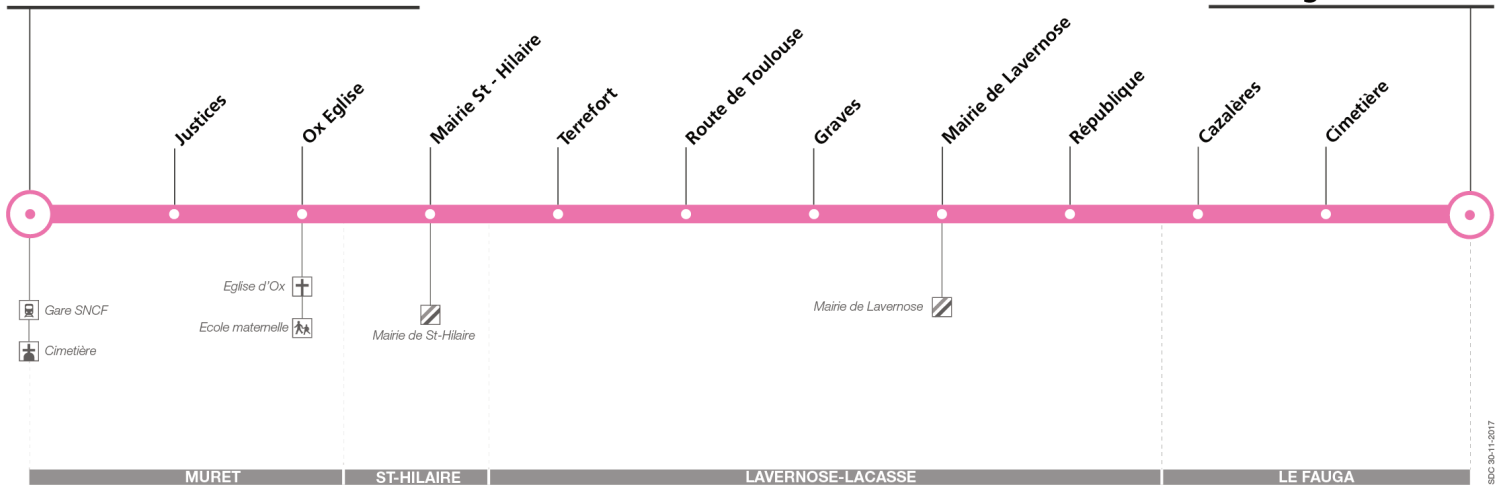 Justices
Ox Eglise
Mairie St - Hilaire
Terrefort
Route de Toulouse
Graves
Mairie de Lavernose
République
Cazalères
Cimetière
Gare SNCF
Cimetière
Eglise d'Ox
Ecole maternelle
Mairie de St-Hilaire
Mairie de Lavernose
MURET
ST-HILAIRE
LAVERNOSE-LACASSE
LE FAUGA
SDC 30-11-2017